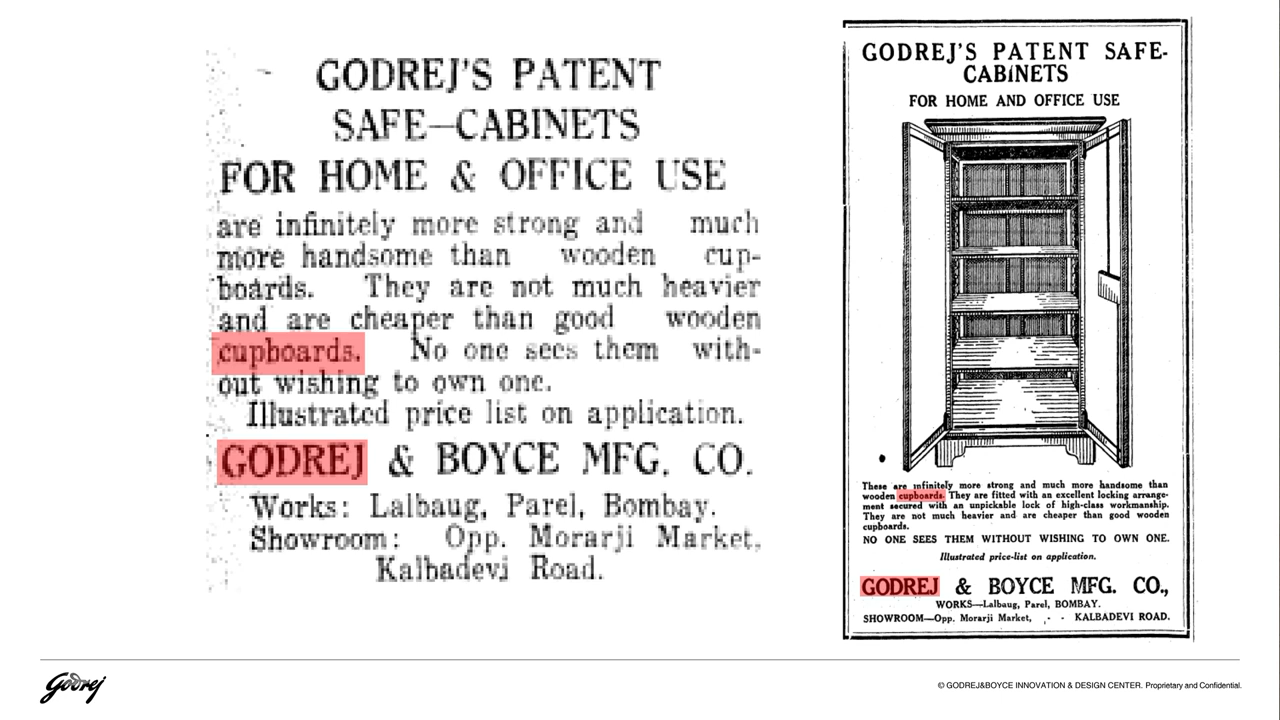 GODREJ'S PATENT
SAFE—CABINETS
FOR HOME & OFFICE USE
are infinitely more strong and much
more handsome than wooden cup-
boards. They are not much heavier
and are cheaper than good wooden
cupboards. No one sees them with-
out wishing to own one.
Illustrated price list on application.
GODREJ & BOYCE MFG. CO.
Works: Lalbaug, Parel, Bombay.
Showroom: Opp. Morarji Market,
Kalbadevi Road.
GODREJ'S PATENT SAFE-
CABINETS
FOR HOME AND OFFICE USE
These are infinitely more strong and much more handsome than
wooden cupboards. They are fitted with an excellent locking arrange-
ment secured with an unpickable lock of high-class workmanship.
They are not much heavier and are cheaper than good wooden
cupboards.
NO ONE SEES THEM WITHOUT WISHING TO OWN ONE.
Illustrated price-list on application.
GODREJ & BOYCE MFG. CO.,
WORKS—Lalbaug, Parel, BOMBAY.
SHOWROOM—Opp. Morarji Market, - - KALBADEVI ROAD.
Godrej
© GODREJ&BOYCE INNOVATION & DESIGN CENTER. Proprietary and Confidential.